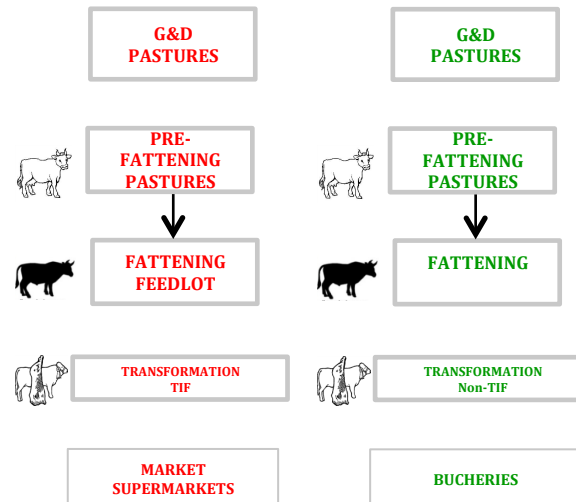 G&D
PASTURES
G&D
PASTURES
PRE-
FATTENING
PASTURES
PRE-
FATTENING
PASTURES
FATTENING
FEEDLOT
FATTENING
TRANSFORMATION
TIF
TRANSFORMATION
Non-TIF
MARKET
SUPERMARKETS
BUCHERIES